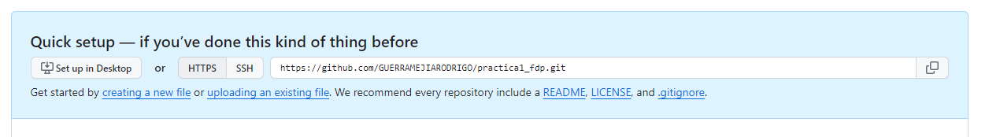 Quick setup — if you’ve done this kind of thing before
Set up in Desktop or HTTPS SSH https://github.com/GUERRAMEJIARODRIGO/practica1_fdp.git
Get started by creating a new file or uploading an existing file. We recommend every repository include a README, LICENSE, and .gitignore.